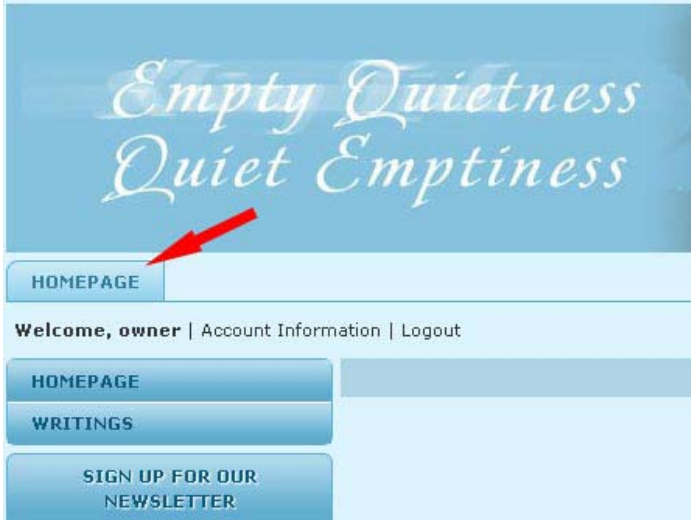 Empty Quietness
Quiet Emptiness
HOMEPAGE
Welcome, owner | Account Information | Logout
HOMEPAGE
WRITINGS
SIGN UP FOR OUR
NEWSLETTER